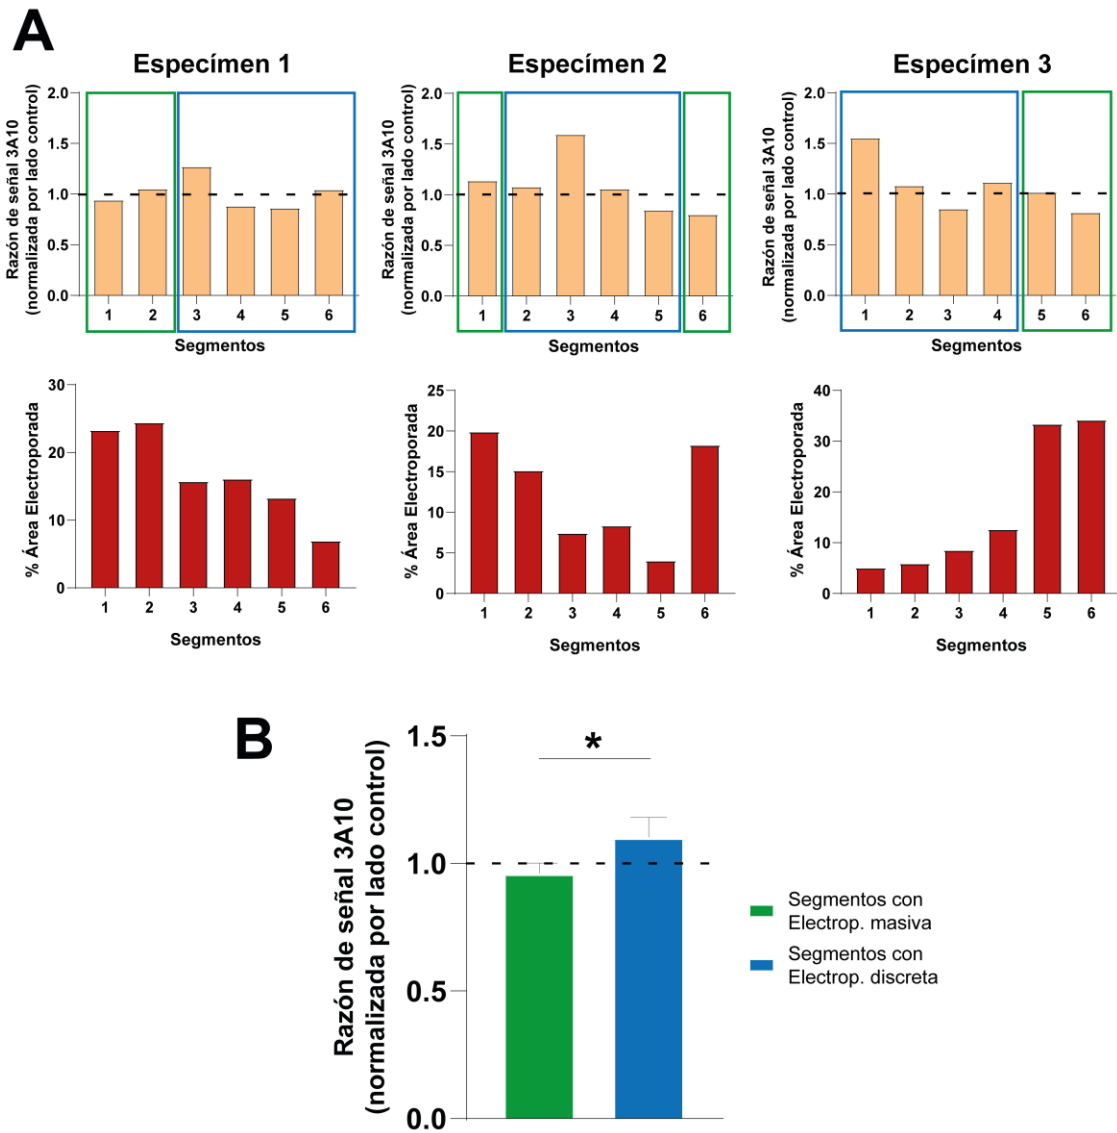 A
Espécimen 1
Razón de señal 3A10
(normalizada por lado control)
2.0
1.5
1.0
0.5
0.0
1 2 3 4 5 6
Segmentos
Espécimen 2
Razón de señal 3A10
(normalizada por lado control)
2.0
1.5
1.0
0.5
0.0
1 2 3 4 5 6
Segmentos
Espécimen 3
Razón de señal 3A10
(normalizada por lado control)
2.0
1.5
1.0
0.5
0.0
1 2 3 4 5 6
Segmentos
% Área Electroporada
30
20
10
0
1 2 3 4 5 6
Segmentos
% Área Electroporada
25
20
15
10
5
0
1 2 3 4 5 6
Segmentos
% Área Electroporada
40
30
20
10
0
1 2 3 4 5 6
Segmentos
B
Razón de señal 3A10
(normalizada por lado control)
1.5
1.0
0.5
0.0
*
Segmentos con
Electrop. masiva
Segmentos con
Electrop. discreta